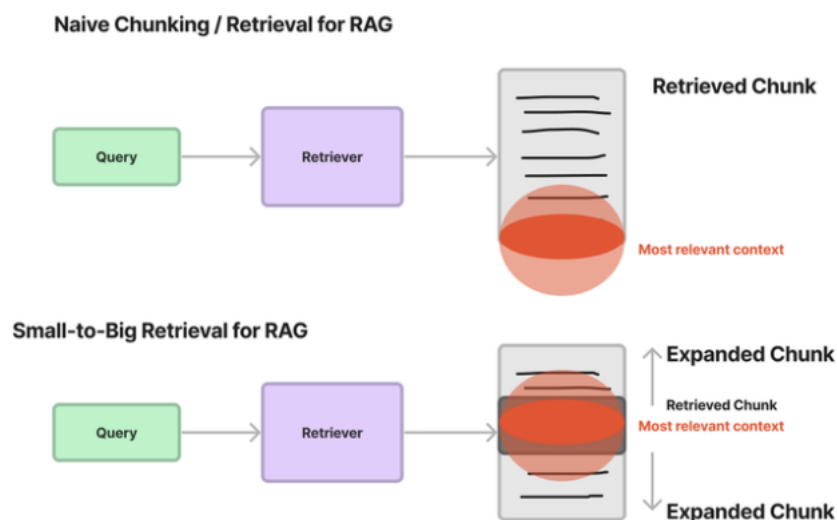 Naive Chunking / Retrieval for RAG
Retrieved Chunk
Query
Retriever
Most relevant context
Small-to-Big Retrieval for RAG
Expanded Chunk
Retrieved Chunk
Query
Retriever
Most relevant context
Expanded Chunk